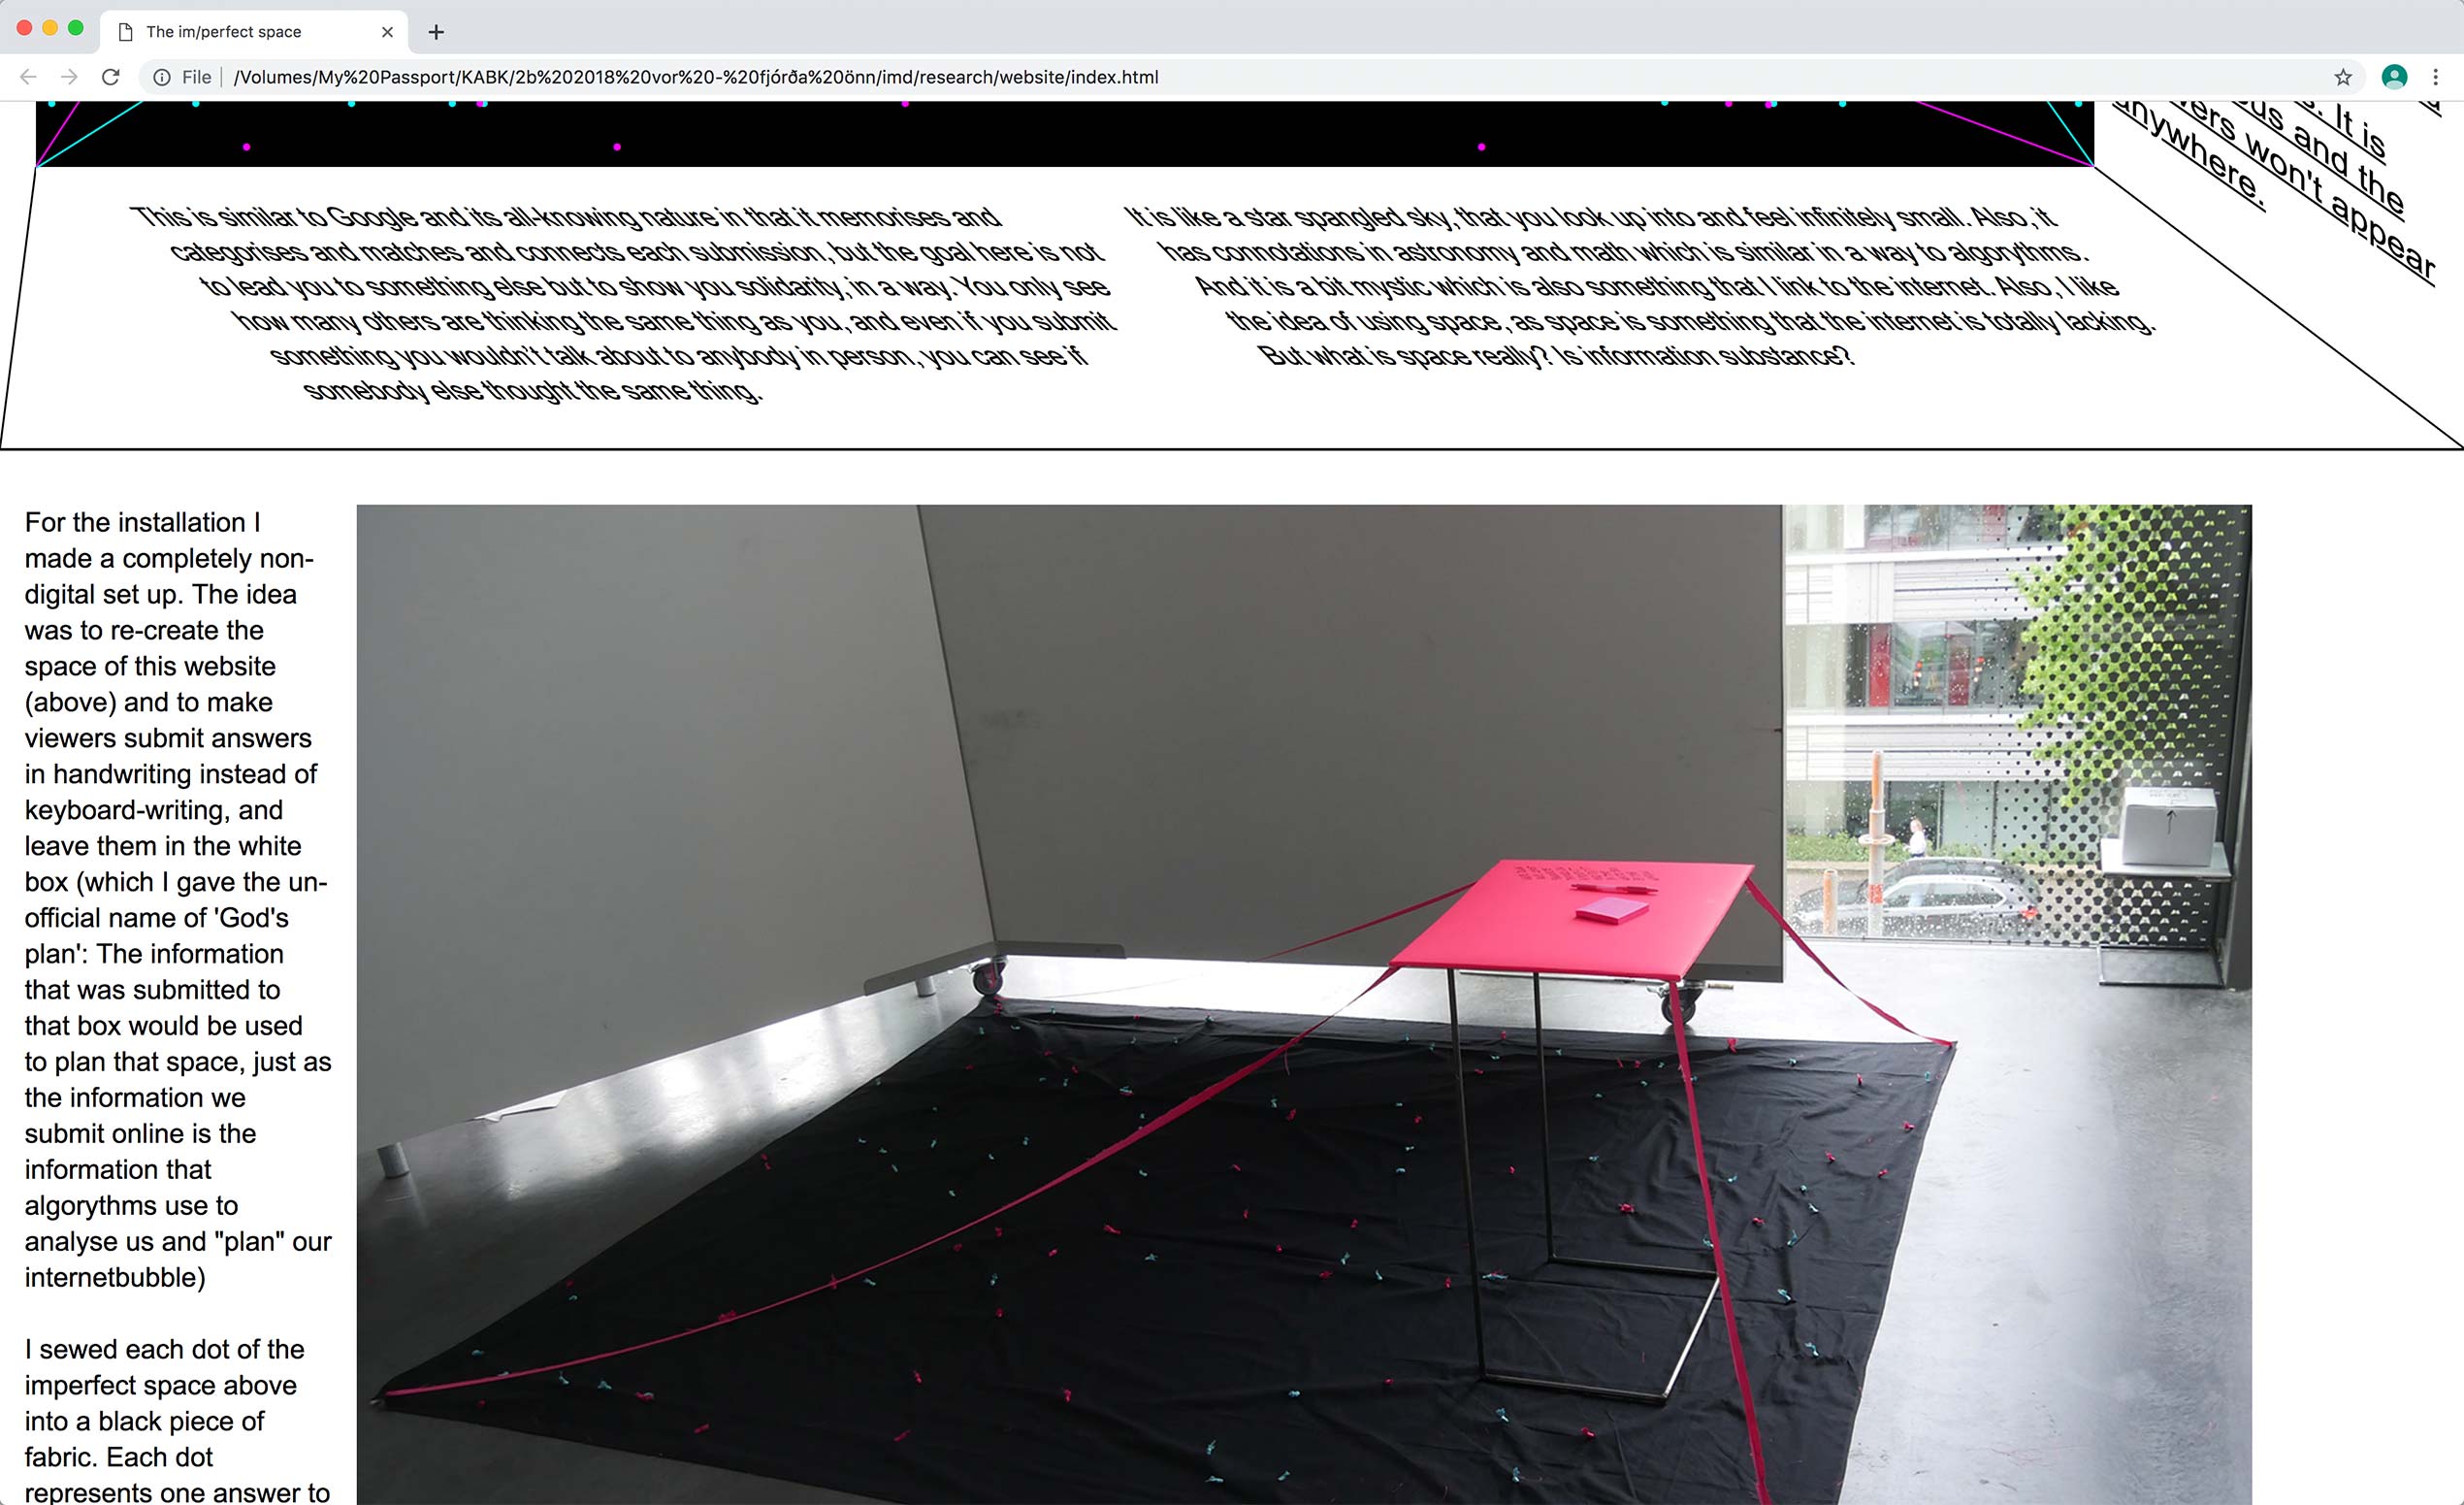 The im/perfect space
File
/Volumes/My%20Passport/KABK/2b%202018%20vor%20-%20fjórða%20önn/imd/research/website/index.html
s. It is
us and the
ers won't appear
anywhere.
This is similar to Google and its all-knowing nature in that it memorises and
categorises and matches and connects each submission, but the goal here is not
to lead you to something else but to show you solidarity, in a way. You only see
how many others are thinking the same thing as you, and even if you submit
something you wouldn't talk about to anybody in person, you can see if
somebody else thought the same thing.
It is like a star spangled sky, that you look up into and feel infinitely small. Also, it
has connotations in astronomy and math which is similar in a way to algorythms.
And it is a bit mystic which is also something that I link to the internet. Also, I like
the idea of using space, as space is something that the internet is totally lacking.
But what is space really? Is information substance?
For the installation I
made a completely non-
digital set up. The idea
was to re-create the
space of this website
(above) and to make
viewers submit answers
in handwriting instead of
keyboard-writing, and
leave them in the white
box (which I gave the un-
official name of 'God's
plan': The information
that was submitted to
that box would be used
to plan that space, just as
the information we
submit online is the
information that
algorythms use to
analyse us and "plan" our
internetbubble)
I sewed each dot of the
imperfect space above
into a black piece of
fabric. Each dot
represents one answer to